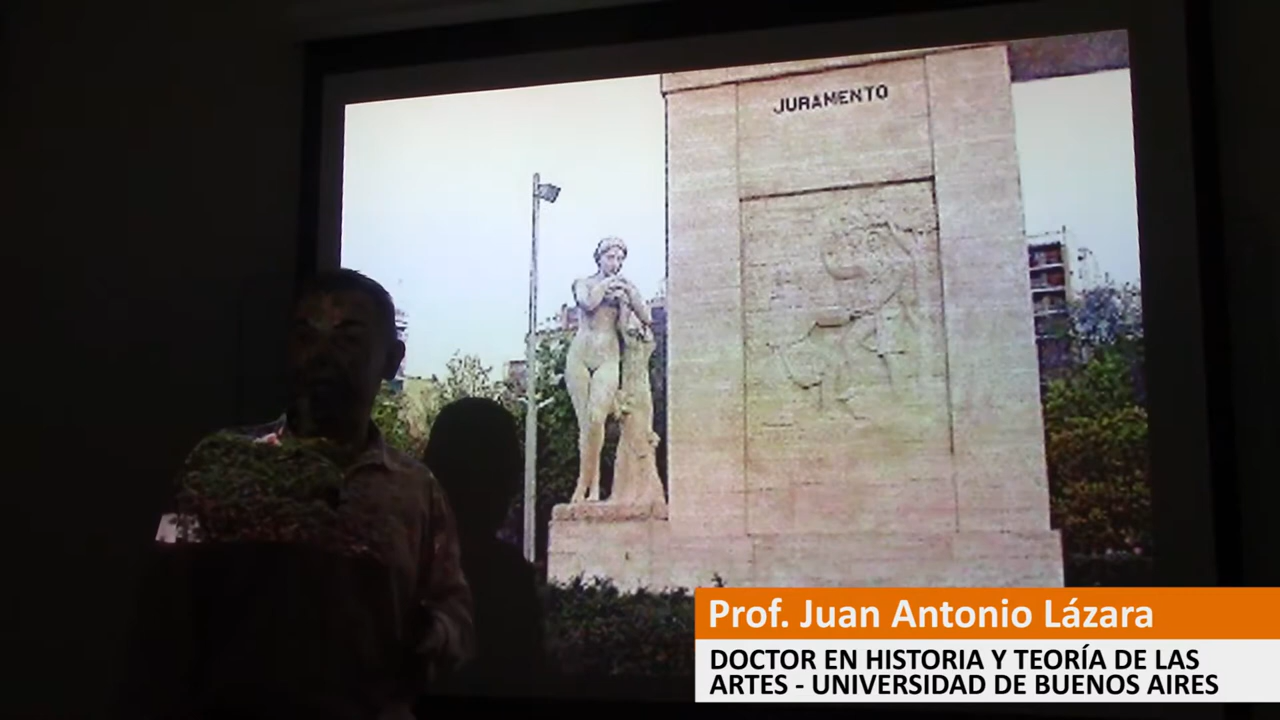 JURAMENTO
Prof. Juan Antonio Lázara
DOCTOR EN HISTORIA Y TEORÍA DE LAS
ARTES - UNIVERSIDAD DE BUENOS AIRES